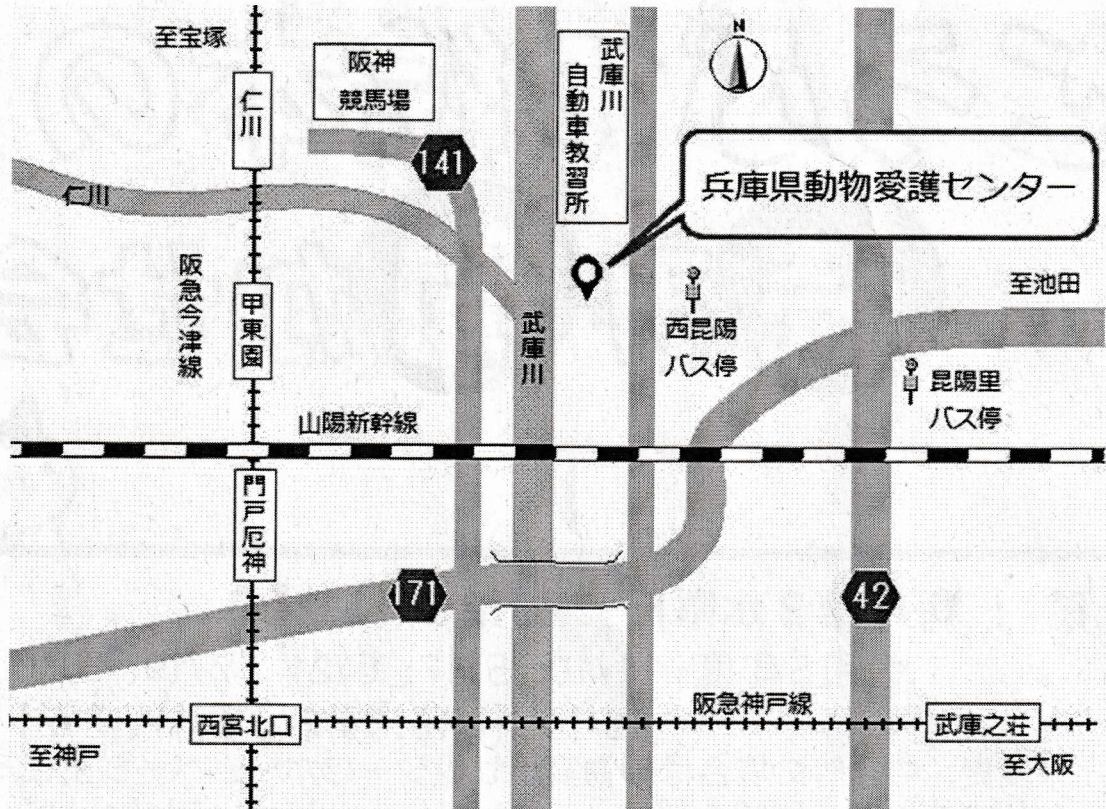 至宝塚
阪神
競馬場
仁川
武庫川
自動車教習所
N
141
兵庫県動物愛護センター
仁川
阪急今津線
甲東園
武庫川
西昆陽
バス停
至池田
昆陽里
バス停
山陽新幹線
門戸厄神
171
42
阪急神戸線
西宮北口
武庫之荘
至神戸
至大阪